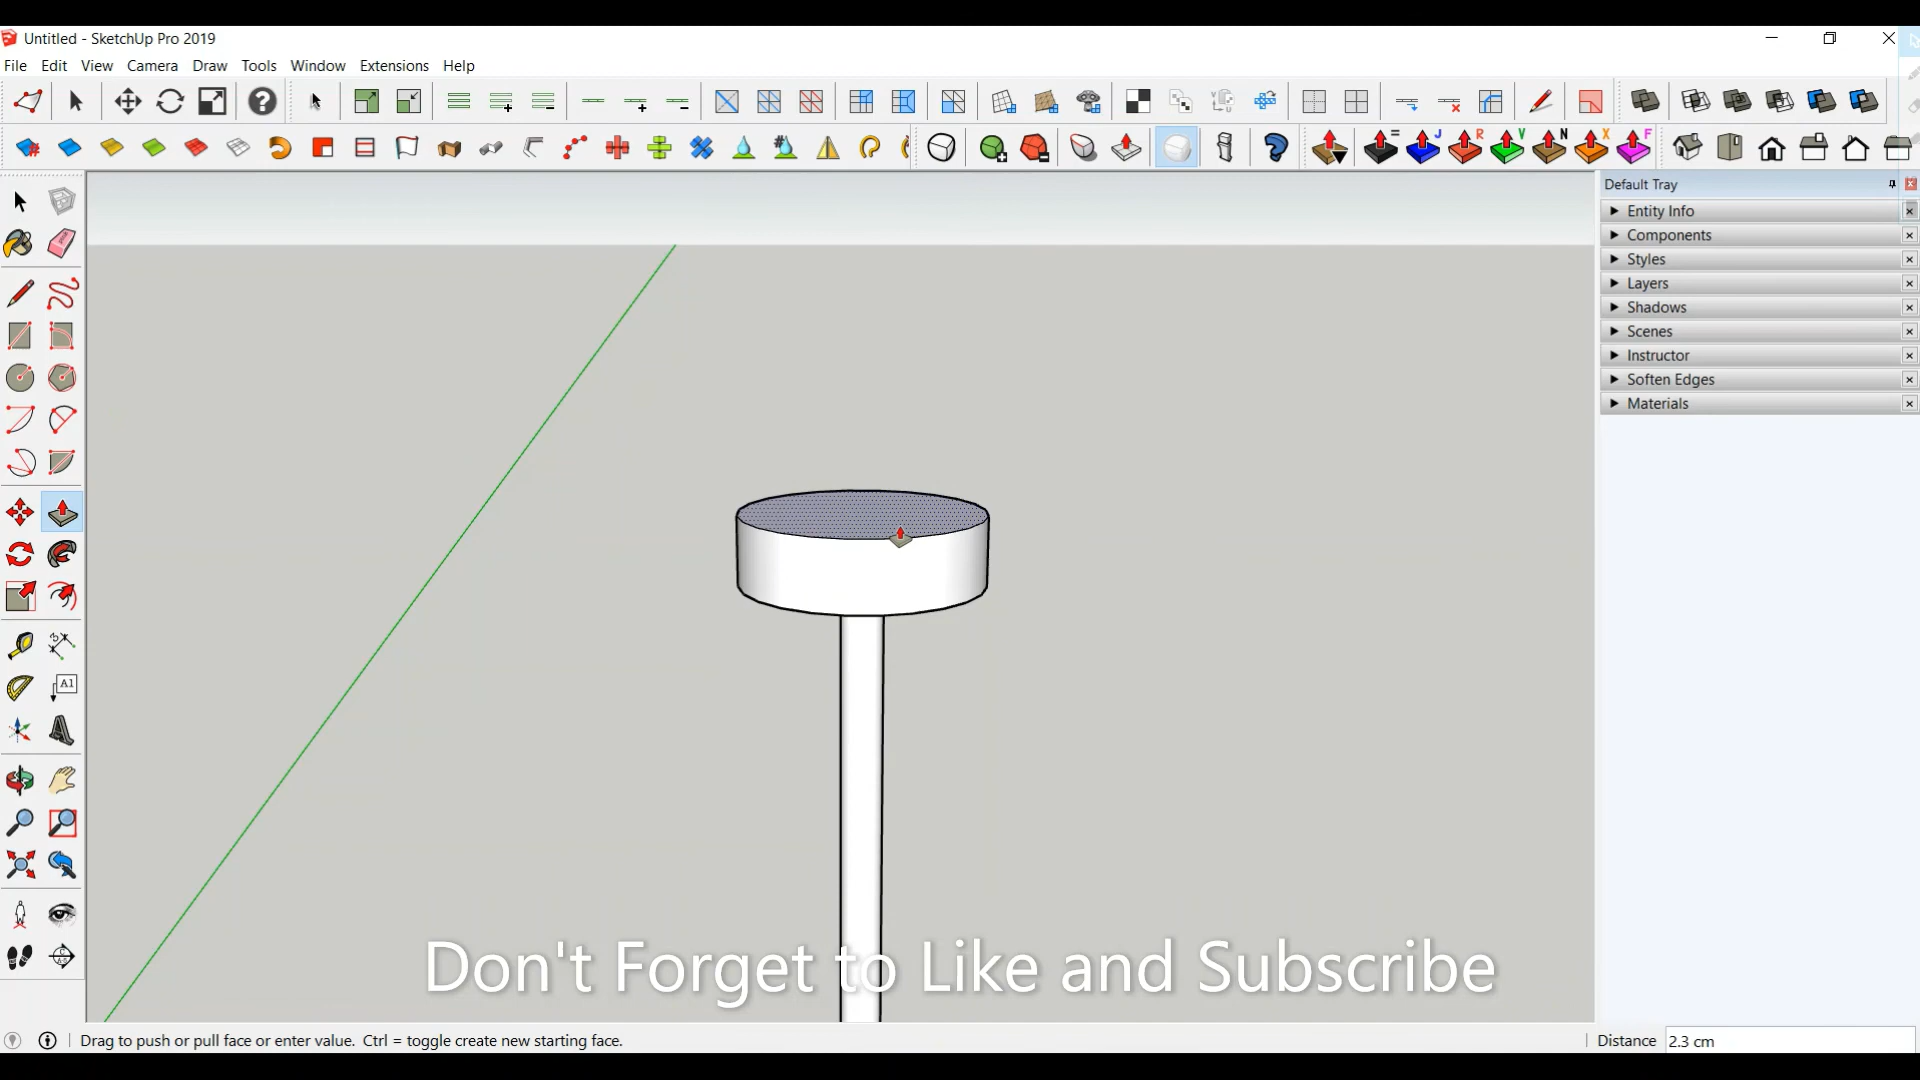 Untitled - SketchUp Pro 2019
File Edit View Camera Draw Tools Window Extensions Help
= J R V N X F
Default Tray
Entity Info
Components
Styles
Layers
Shadows
Scenes
Instructor
Soften Edges
Materials
A1
Don't Forget to Like and Subscribe
Drag to push or pull face or enter value. Ctrl = toggle create new starting face.
Distance 2.3 cm